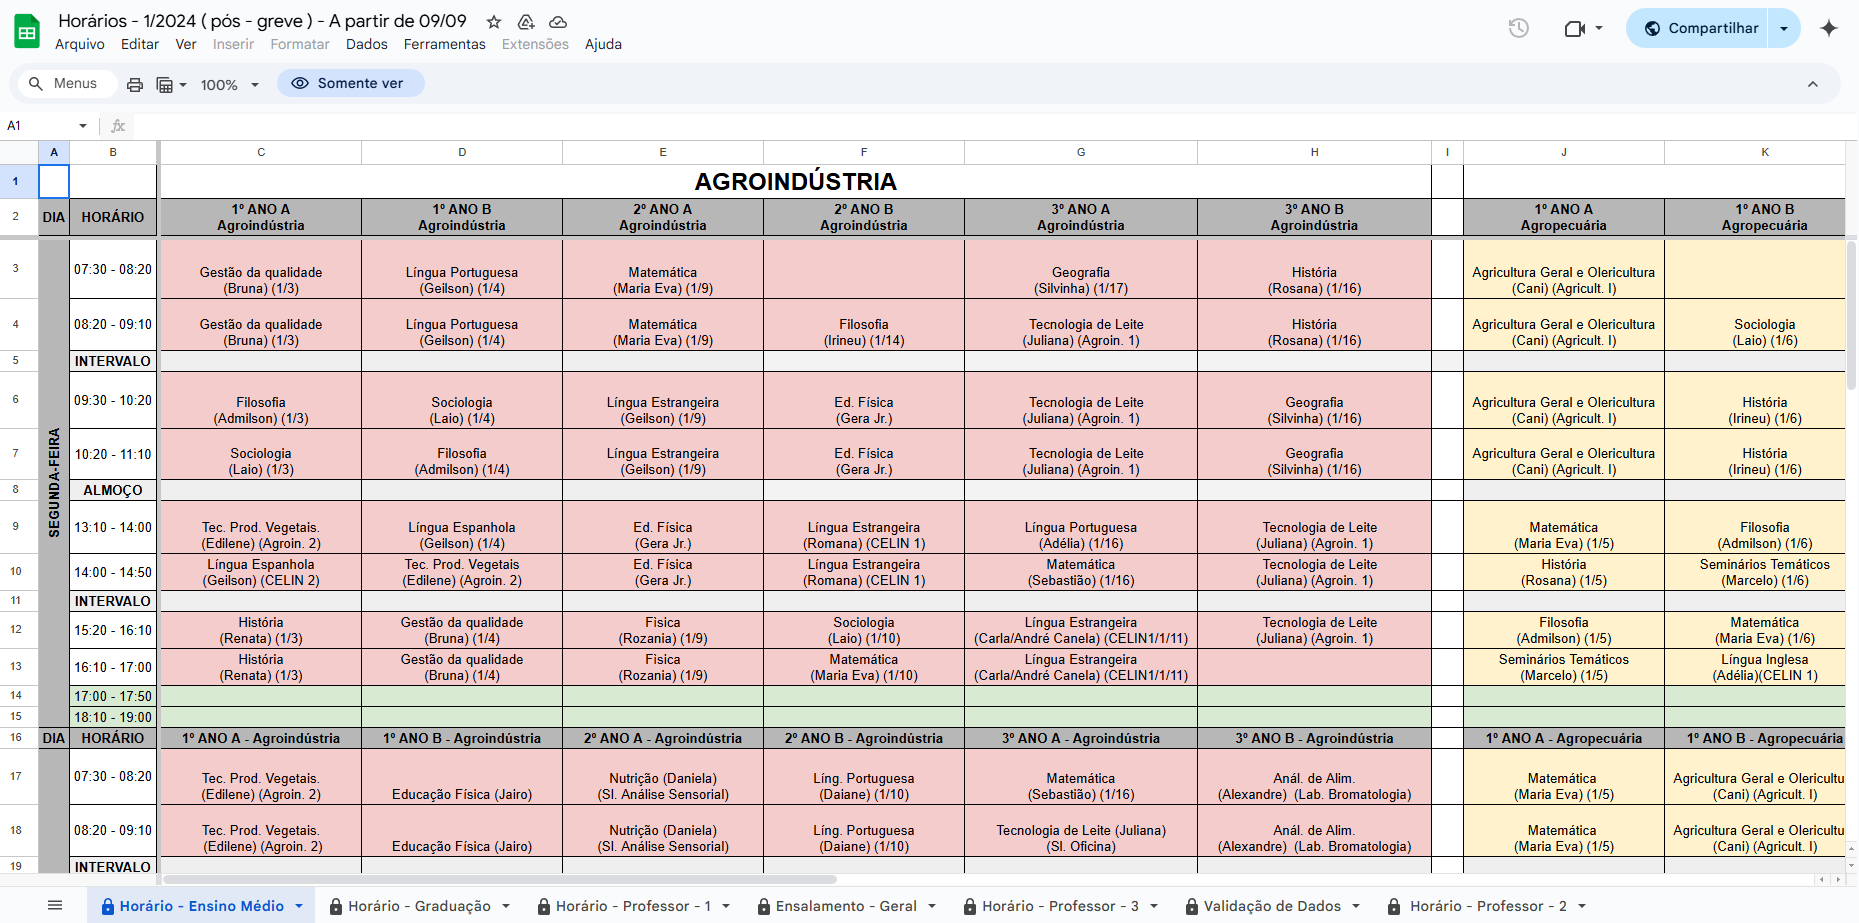 Horários - 1/2024 ( pós - greve ) - A partir de 09/09
Arquivo Editar Ver Inserir Formatar Dados Ferramentas Extensões Ajuda
Compartilhar
Menus 100% Somente ver
A1 fx
A B C D E F G H I J K
1 AGROINDÚSTRIA
2 DIA HORÁRIO
1º ANO A
Agroindústria
1º ANO B
Agroindústria
2º ANO A
Agroindústria
2º ANO B
Agroindústria
3º ANO A
Agroindústria
3º ANO B
Agroindústria
1º ANO A
Agropecuária
1º ANO B
Agropecuária
SEGUNDA-FEIRA
3 07:30 - 08:20
Gestão da qualidade
(Bruna) (1/3)
Língua Portuguesa
(Geilson) (1/4)
Matemática
(Maria Eva) (1/9)
Geografia
(Silvinha) (1/17)
História
(Rosana) (1/16)
Agricultura Geral e Olericultura
(Cani) (Agricult. I)
4 08:20 - 09:10
Gestão da qualidade
(Bruna) (1/3)
Língua Portuguesa
(Geilson) (1/4)
Matemática
(Maria Eva) (1/9)
Filosofia
(Irineu) (1/14)
Tecnologia de Leite
(Juliana) (Agroin. 1)
História
(Rosana) (1/16)
Agricultura Geral e Olericultura
(Cani) (Agricult. I)
Sociologia
(Laio) (1/6)
5 INTERVALO
6 09:30 - 10:20
Filosofia
(Admilson) (1/3)
Sociologia
(Laio) (1/4)
Língua Estrangeira
(Geilson) (1/9)
Ed. Física
(Gera Jr.)
Tecnologia de Leite
(Juliana) (Agroin. 1)
Geografia
(Silvinha) (1/16)
Agricultura Geral e Olericultura
(Cani) (Agricult. I)
História
(Irineu) (1/6)
7 10:20 - 11:10
Sociologia
(Laio) (1/3)
Filosofia
(Admilson) (1/4)
Língua Estrangeira
(Geilson) (1/9)
Ed. Física
(Gera Jr.)
Tecnologia de Leite
(Juliana) (Agroin. 1)
Geografia
(Silvinha) (1/16)
Agricultura Geral e Olericultura
(Cani) (Agricult. I)
História
(Irineu) (1/6)
8 ALMOÇO
9 13:10 - 14:00
Tec. Prod. Vegetais.
(Edilene) (Agroin. 2)
Língua Espanhola
(Geilson) (1/4)
Ed. Física
(Gera Jr.)
Língua Estrangeira
(Romana) (CELIN 1)
Língua Portuguesa
(Adélia) (1/16)
Tecnologia de Leite
(Juliana) (Agroin. 1)
Matemática
(Maria Eva) (1/5)
Filosofia
(Admilson) (1/6)
10 14:00 - 14:50
Língua Espanhola
(Geilson) (CELIN 2)
Tec. Prod. Vegetais
(Edilene) (Agroin. 2)
Ed. Física
(Gera Jr.)
Língua Estrangeira
(Romana) (CELIN 1)
Matemática
(Sebastião) (1/16)
Tecnologia de Leite
(Juliana) (Agroin. 1)
História
(Rosana) (1/5)
Seminários Temáticos
(Marcelo) (1/6)
11 INTERVALO
12 15:20 - 16:10
História
(Renata) (1/3)
Gestão da qualidade
(Bruna) (1/4)
Fisica
(Rozania) (1/9)
Sociologia
(Laio) (1/10)
Língua Estrangeira
(Carla/André Canela) (CELIN1/1/11)
Tecnologia de Leite
(Juliana) (Agroin. 1)
Filosofia
(Admilson) (1/5)
Matemática
(Maria Eva) (1/6)
13 16:10 - 17:00
História
(Renata) (1/3)
Gestão da qualidade
(Bruna) (1/4)
Fisica
(Rozania) (1/9)
Matemática
(Maria Eva) (1/10)
Língua Estrangeira
(Carla/André Canela) (CELIN1/1/11)
Seminários Temáticos
(Marcelo) (1/5)
Língua Inglesa
(Adélia)(CELIN 1)
14 17:00 - 17:50
15 18:10 - 19:00
16 DIA HORÁRIO 1º ANO A - Agroindústria 1º ANO B - Agroindústria 2º ANO A - Agroindústria 2º ANO B - Agroindústria 3º ANO A - Agroindústria 3º ANO B - Agroindústria 1º ANO A - Agropecuária 1º ANO B - Agropecuária
17 07:30 - 08:20
Tec. Prod. Vegetais.
(Edilene) (Agroin. 2)
Educação Física (Jairo)
Nutrição (Daniela)
(Sl. Análise Sensorial)
Líng. Portuguesa
(Daiane) (1/10)
Matemática
(Sebastião) (1/16)
Anál. de Alim.
(Alexandre) (Lab. Bromatologia)
Matemática
(Maria Eva) (1/5)
Agricultura Geral e Olericultu
(Cani) (Agricult. I)
18 08:20 - 09:10
Tec. Prod. Vegetais.
(Edilene) (Agroin. 2)
Educação Física (Jairo)
Nutrição (Daniela)
(Sl. Análise Sensorial)
Líng. Portuguesa
(Daiane) (1/10)
Tecnologia de Leite (Juliana)
(Sl. Oficina)
Anál. de Alim.
(Alexandre) (Lab. Bromatologia)
Matemática
(Maria Eva) (1/5)
Agricultura Geral e Olericultu
(Cani) (Agricult. I)
19 INTERVALO
Horário - Ensino Médio Horário - Graduação Horário - Professor - 1 Ensalamento - Geral Horário - Professor - 3 Validação de Dados Horário - Professor - 2